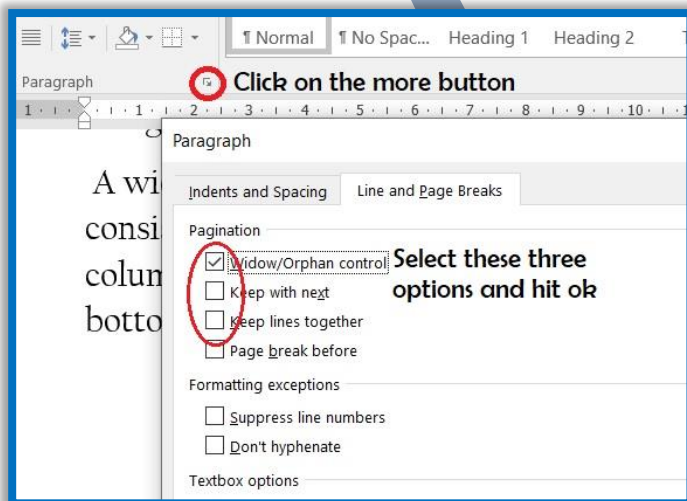 ¶ Normal ¶ No Spac... Heading 1 Heading 2
Paragraph Click on the more button
1 · 1 · 2 · 3 · 4 · 5 · 6 · 7 · 8 · 9 · 10 ·
Paragraph
A wi
Indents and Spacing Line and Page Breaks
consi
Pagination
Widow/Orphan control Select these three
colum
Keep with next options and hit ok
botto
Keep lines together
Page break before
Formatting exceptions
Suppress line numbers
Don't hyphenate
Textbox options